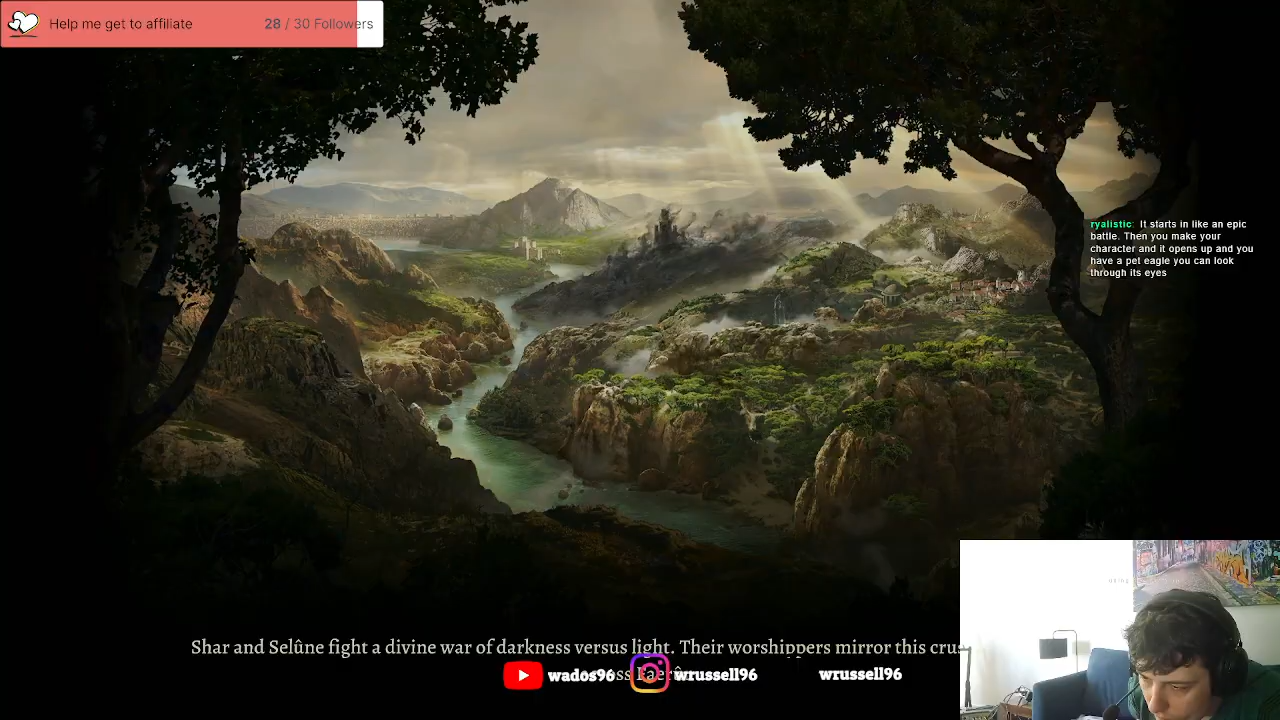 Help me get to affiliate 28 / 30 Followers
ryalistic: It starts in like an epic
battle. Then you make your
character and it opens up and you
have a pet eagle you can look
through its eyes
Shar and Selûne fight a divine war of darkness versus light. Their worshippers mirror this
wados96 wrussell96 wrussell96